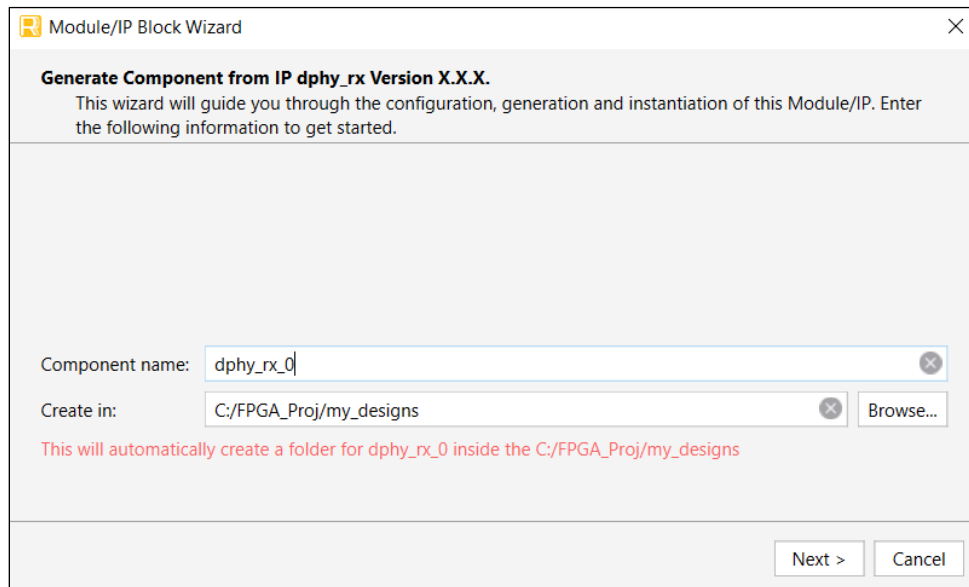 Module/IP Block Wizard
Generate Component from IP dphy_rx Version X.X.X.
This wizard will guide you through the configuration, generation and instantiation of this Module/IP. Enter
the following information to get started.
Component name: dphy_rx_0
Create in: C:/FPGA_Proj/my_designs Browse...
This will automatically create a folder for dphy_rx_0 inside the C:/FPGA_Proj/my_designs
Next > Cancel